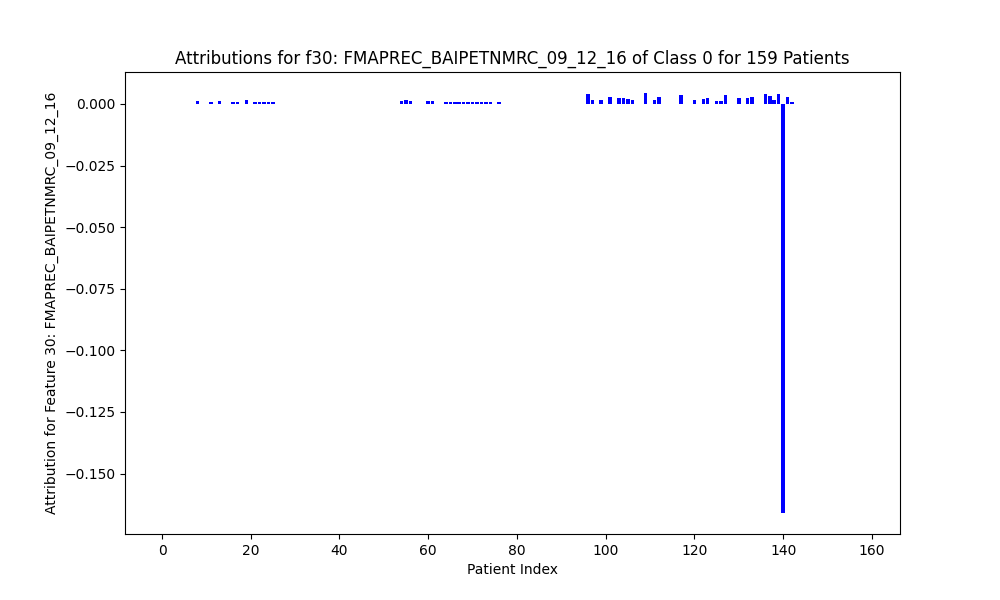 Attributions for f30: FMAPREC_BAIPETNMRC_09_12_16 of Class 0 for 159 Patients
Attribution for Feature 30: FMAPREC_BAIPETNMRC_09_12_16
0.000
−0.025
−0.050
−0.075
−0.100
−0.125
−0.150
0 20 40 60 80 100 120 140 160
Patient Index